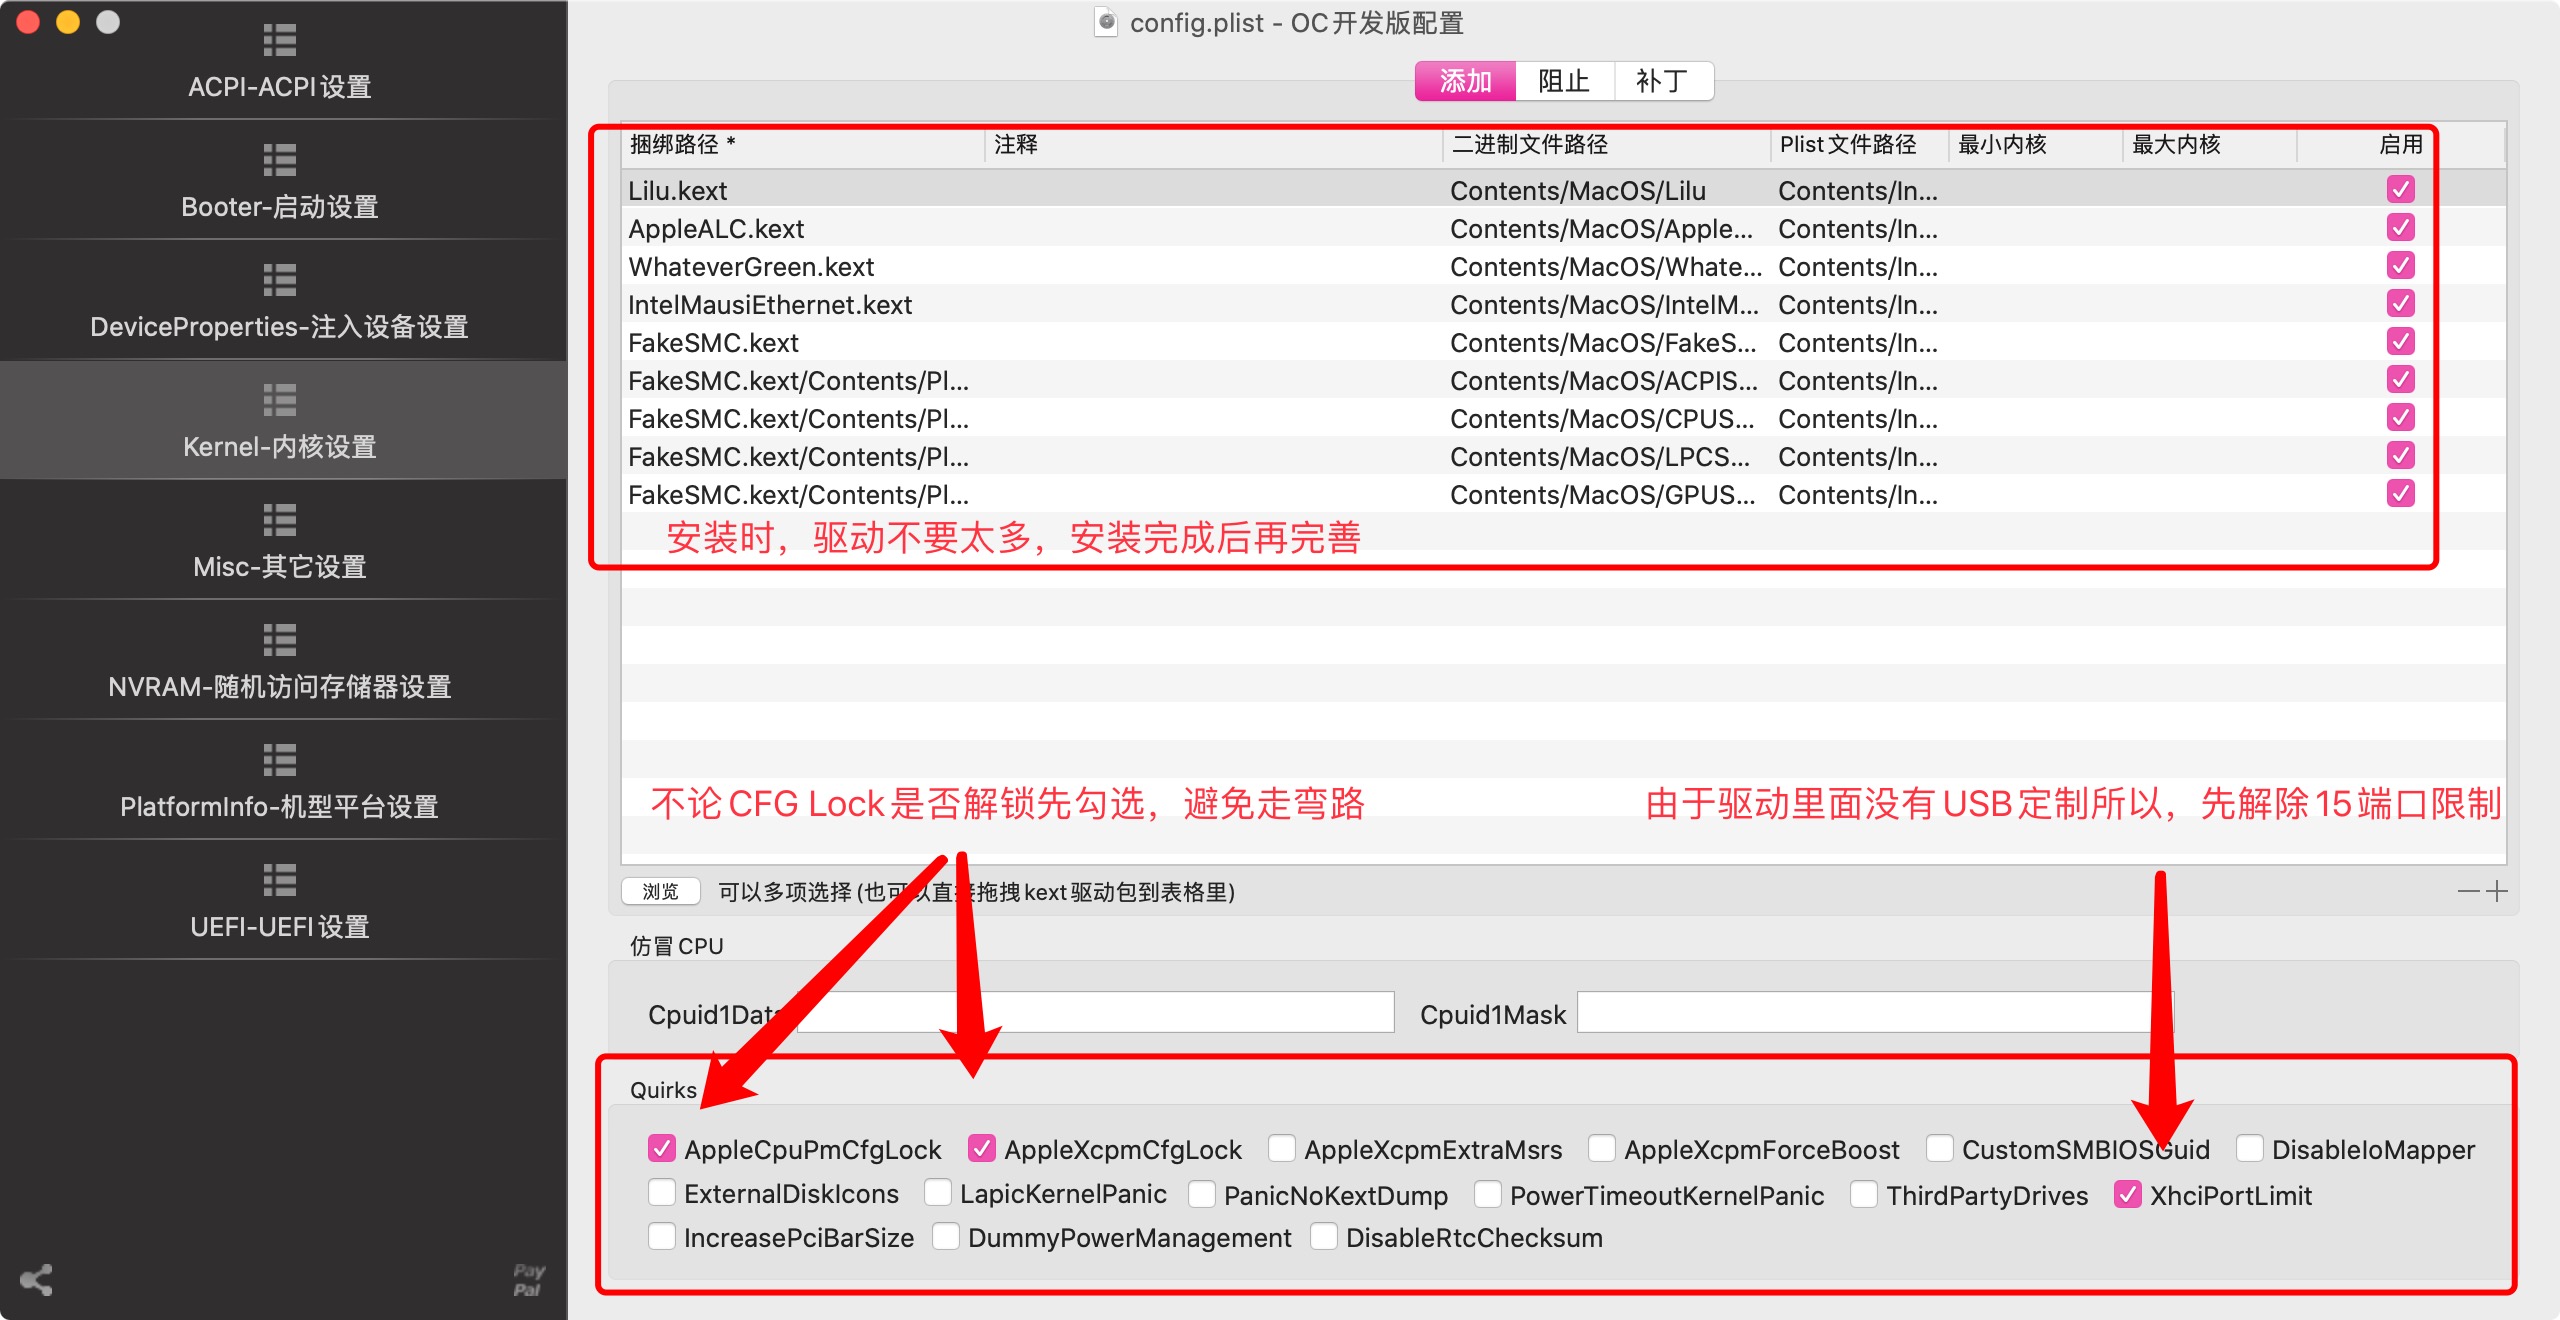 config.plist - OC开发版配置
ACPI-ACPI设置
Booter-启动设置
DeviceProperties-注入设备设置
Kernel-内核设置
Misc-其它设置
NVRAM-随机访问存储器设置
PlatformInfo-机型平台设置
UEFI-UEFI设置
Pay
Pal
添加 阻止 补丁
捆绑路径 * 注释 二进制文件路径 Plist文件路径 最小内核 最大内核 启用
Lilu.kext Contents/MacOS/Lilu Contents/In...
AppleALC.kext Contents/MacOS/Apple... Contents/In...
WhateverGreen.kext Contents/MacOS/Whate... Contents/In...
IntelMausiEthernet.kext Contents/MacOS/IntelM... Contents/In...
FakeSMC.kext Contents/MacOS/FakeS... Contents/In...
FakeSMC.kext/Contents/Pl... Contents/MacOS/ACPIS... Contents/In...
FakeSMC.kext/Contents/Pl... Contents/MacOS/CPUS... Contents/In...
FakeSMC.kext/Contents/Pl... Contents/MacOS/LPCS... Contents/In...
FakeSMC.kext/Contents/Pl... Contents/MacOS/GPUS... Contents/In...
安装时，驱动不要太多，安装完成后再完善
不论CFG Lock是否解锁先勾选，避免走弯路 由于驱动里面没有USB定制所以，先解除15端口限制
浏览 可以多项选择(也可以直接拖拽kext驱动包到表格里)
仿冒CPU
Cpuid1Data Cpuid1Mask
Quirks
AppleCpuPmCfgLock AppleXcpmCfgLock AppleXcpmExtraMsrs AppleXcpmForceBoost CustomSMBIOSGuid DisableIoMapper
ExternalDiskIcons LapicKernelPanic PanicNoKextDump PowerTimeoutKernelPanic ThirdPartyDrives XhciPortLimit
IncreasePciBarSize DummyPowerManagement DisableRtcChecksum